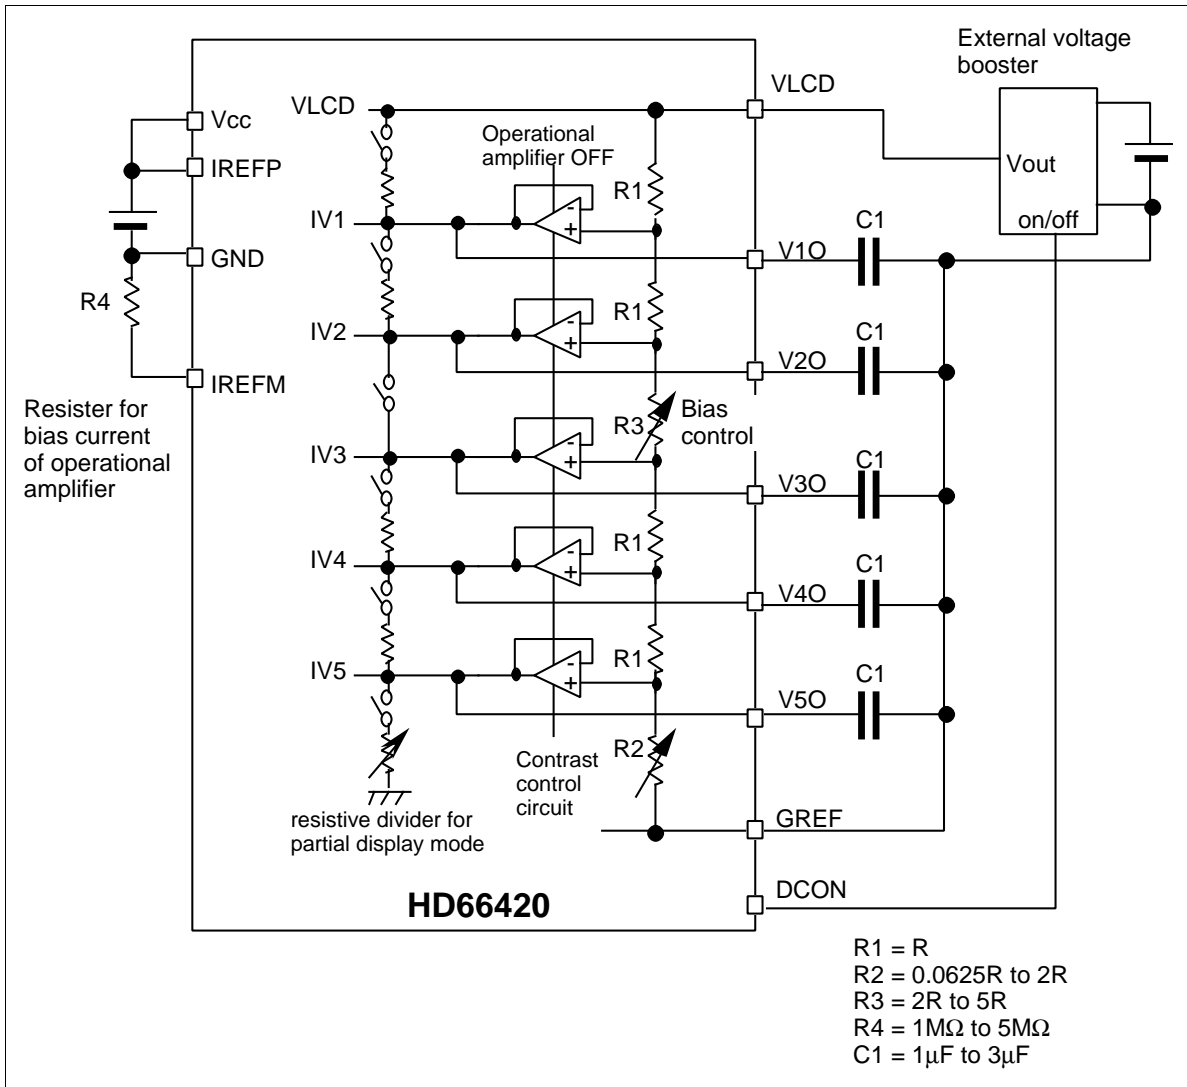 External voltage
booster
VLCD
Vcc
VLCD
Operational
amplifier OFF
IREFP
R1
Vout
IV1
-
+
on/off
C1
GND
V1O
R4
R1
IV2
-
+
C1
V2O
IREFM
Resister for
bias current
of operational
amplifier
R3
Bias
control
IV3
-
+
C1
V3O
R1
IV4
-
+
C1
V4O
R1
IV5
-
+
C1
V5O
R2
Contrast
control
circuit
resistive divider for
partial display mode
GREF
HD66420
DCON
R1 = R
R2 = 0.0625R to 2R
R3 = 2R to 5R
R4 = 1MΩ to 5MΩ
C1 = 1μF to 3μF